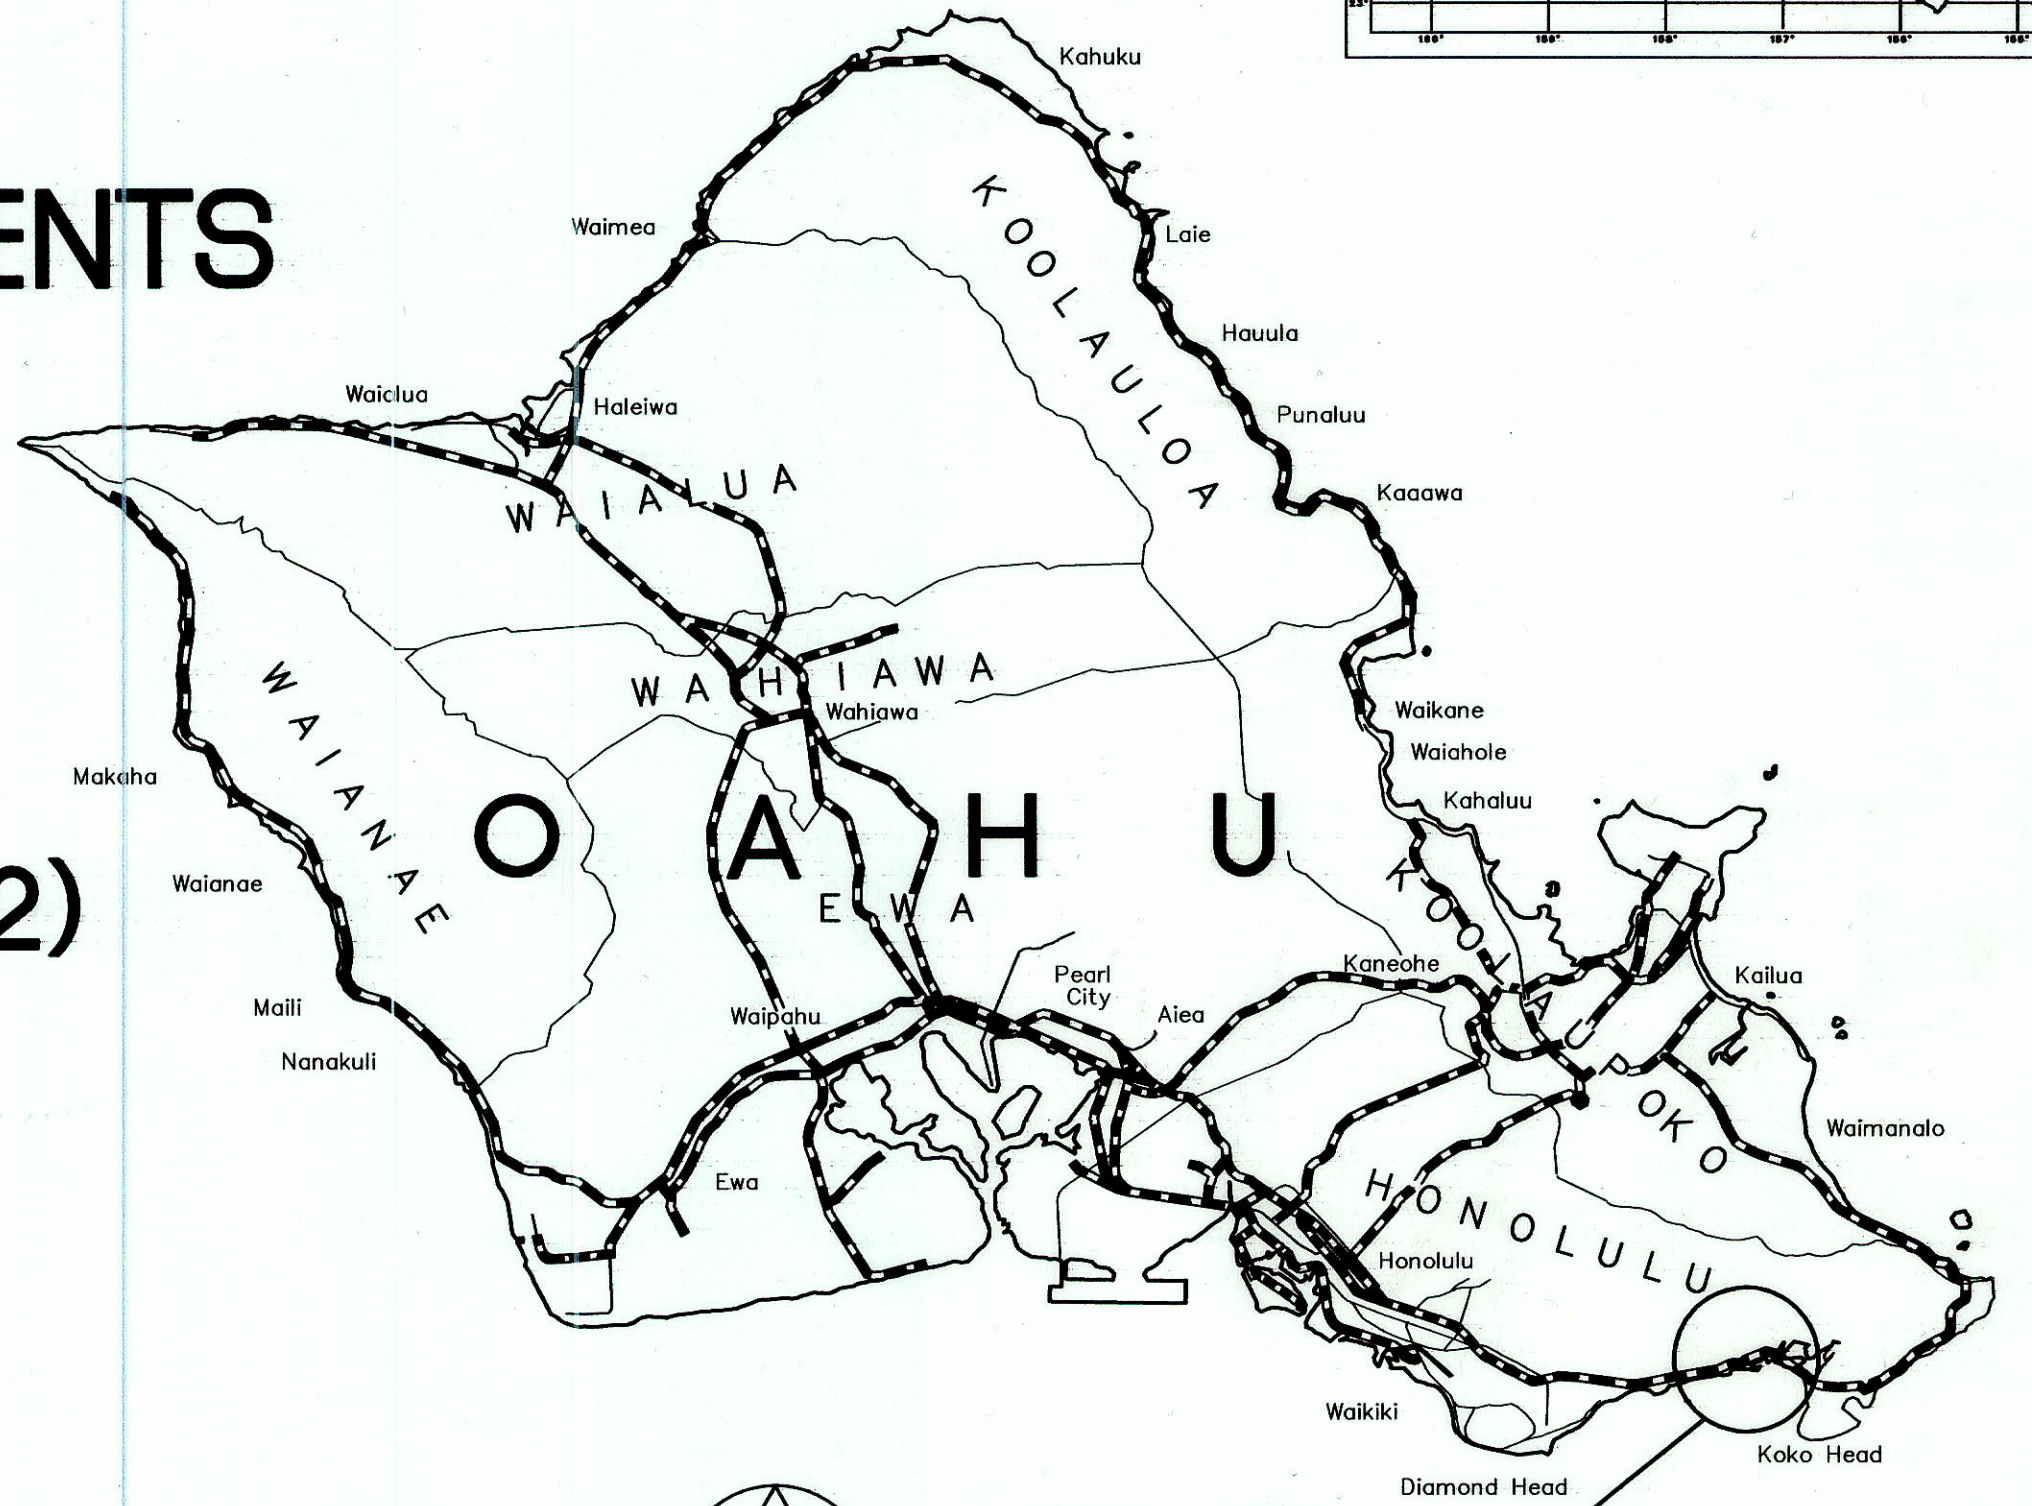 Kahuku
ENTS
KOOLAULOA
Waimea
Laie
Hauula
Waialua
Haleiwa
Punaluu
WAIALUA
Kaaawa
WAHIAWA
WAIANAE
Wahiawa
Waikane
Waiahole
Makaha
Kahaluu
OAHU
2)
Waianae
EWA
KOOLAUPOKO
Kaneohe
Pearl
City
Kailua
Maili
Waipahu
Aiea
Nanakuli
Waimanalo
Ewa
HONOLULU
Honolulu
Waikiki
Koko Head
Diamond Head